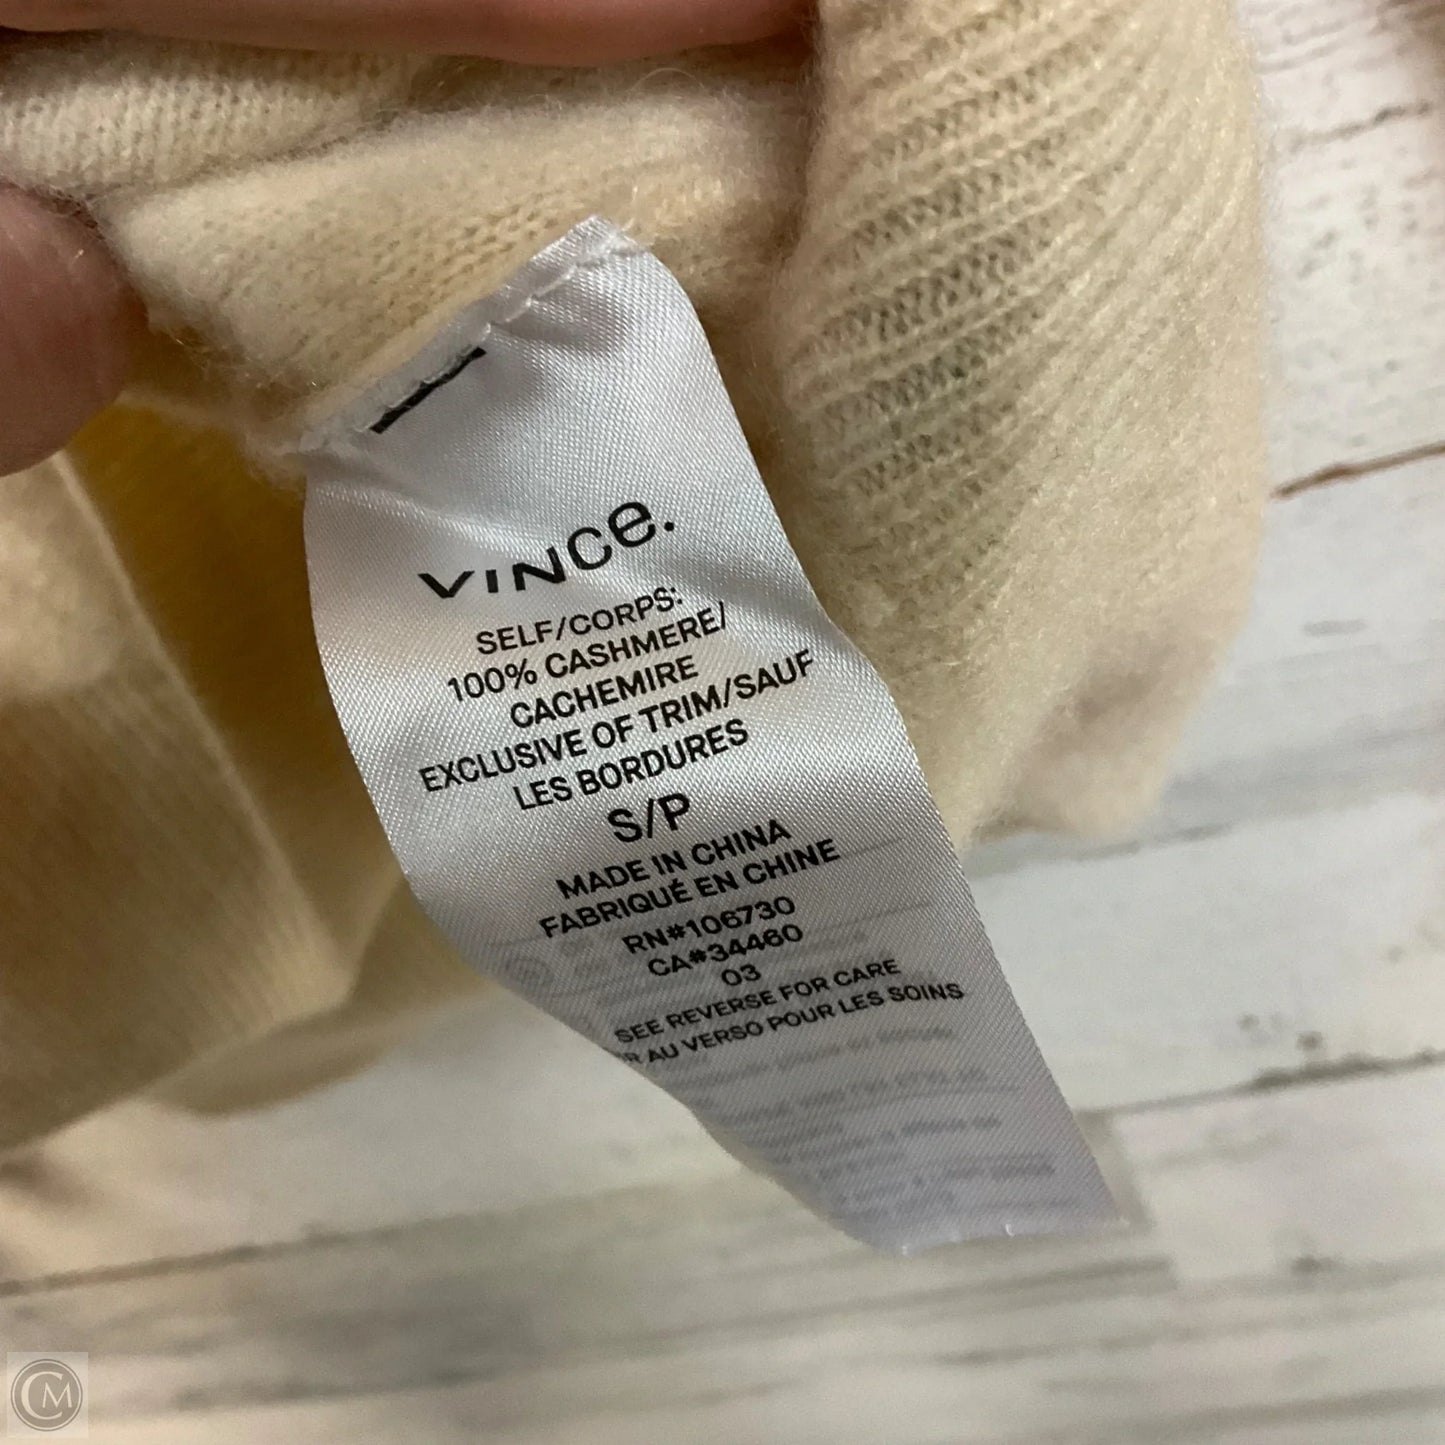 VINCe.
SELF/CORPS:
100% CASHMERE/
CACHEMIRE
EXCLUSIVE OF TRIM/SAUF
LES BORDURES
S/P
MADE IN CHINA
FABRIQUÉ EN CHINE
RN#106730
CA#34460
03
SEE REVERSE FOR CARE
AU VERSO POUR LES SOINS
CM